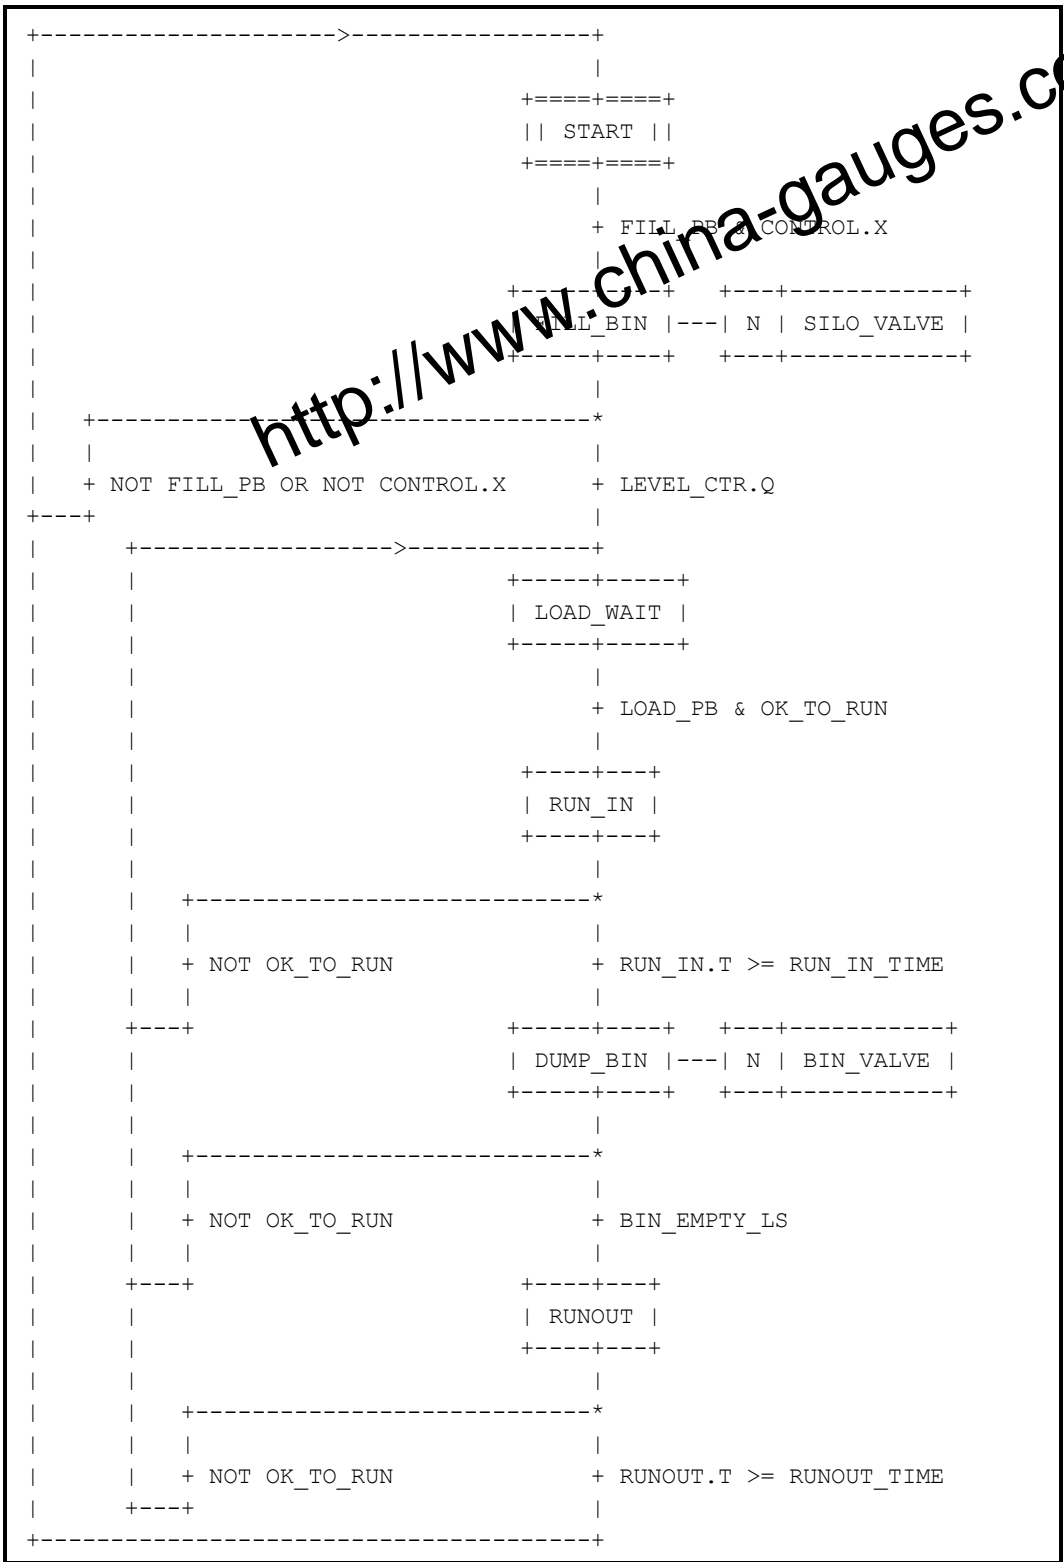 +--------------------->-----------------+
|                                       |
|                                  +====+====+
|                                  || START ||
|                                  +====+====+
|                                       |
|                                       + FILL_PB & CONTROL.X
|                                       |
|                                 +-----+----+   +---+------------+
|                                 | FILL_BIN |---| N | SILO_VALVE |
|                                 +-----+----+   +---+------------+
|                                       |
|   +-----------------------------------*
|   |                                   |
|   + NOT FILL_PB OR NOT CONTROL.X      + LEVEL_CTR.Q
+---+                                   |
|      +------------------>-------------+
|      |                          +-----+-----+
|      |                          | LOAD_WAIT |
|      |                          +-----+-----+
|      |                                |
|      |                                + LOAD_PB & OK_TO_RUN
|      |                                |
|      |                           +----+---+
|      |                           | RUN_IN |
|      |                           +----+---+
|      |                                |
|      |   +----------------------------*
|      |   |                            |
|      |   + NOT OK_TO_RUN              + RUN_IN.T >= RUN_IN_TIME
|      |   |                            |
|      +---+                      +-----+----+   +---+-----------+
|      |                          | DUMP_BIN |---| N | BIN_VALVE |
|      |                          +-----+----+   +---+-----------+
|      |                                |
|      |   +----------------------------*
|      |   |                            |
|      |   + NOT OK_TO_RUN              + BIN_EMPTY_LS
|      |   |                            |
|      +---+                       +----+---+
|      |                           | RUNOUT |
|      |                           +----+---+
|      |                                |
|      |   +----------------------------*
|      |   |                            |
|      |   + NOT OK_TO_RUN              + RUNOUT.T >= RUNOUT_TIME
|      +---+                            |
+---------------------------------------+
http://www.china-gauges.co